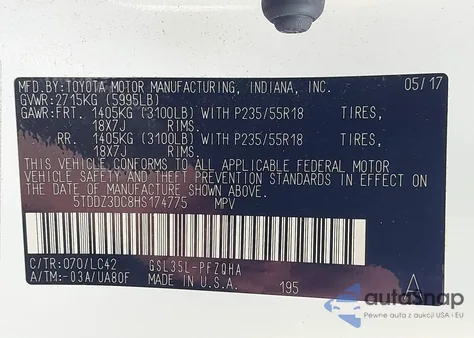 MFD.BY:TOYOTA MOTOR MANUFACTURING, INDIANA, INC. 05/17
GVWR:2715KG (5995LB)
GAWR:FRT. 1405KG (3100LB) WITH P235/55R18 TIRES,
18X7J RIMS.
RR. 1405KG (3100LB) WITH P235/55R18 TIRES,
18X7J RIMS.
THIS VEHICLE CONFORMS TO ALL APPLICABLE FEDERAL MOTOR
VEHICLE SAFETY AND THEFT PREVENTION STANDARDS IN EFFECT ON
THE DATE OF MANUFACTURE SHOWN ABOVE.
5TDDZ3DC8HS174775 MPV
C/TR:070/LC42 GSL35L-PFZQHA
A/TM:-03A/UA80F MADE IN U.S.A. 195 A
autoSnap
Pewne auta z USA i EU